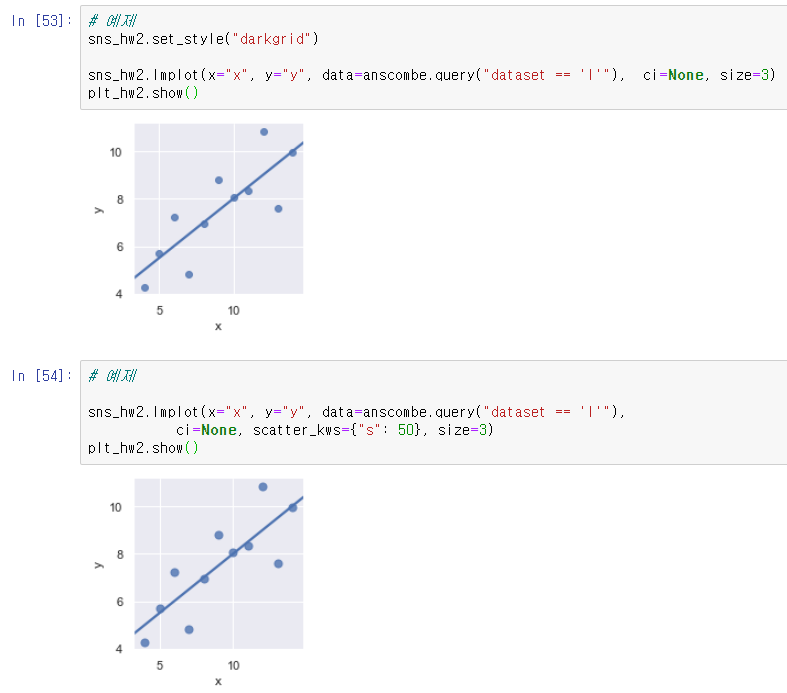 In [53]:
# 예제
sns_hw2.set_style("darkgrid")
sns_hw2.lmplot(x="x", y="y", data=anscombe.query("dataset == 'I'"),  ci=None, size=3)
plt_hw2.show()
10
8
6
4
y
5 10
x
In [54]:
# 예제
sns_hw2.lmplot(x="x", y="y", data=anscombe.query("dataset == 'I'"),
ci=None, scatter_kws={"s": 50}, size=3)
plt_hw2.show()
10
8
6
4
y
5 10
x